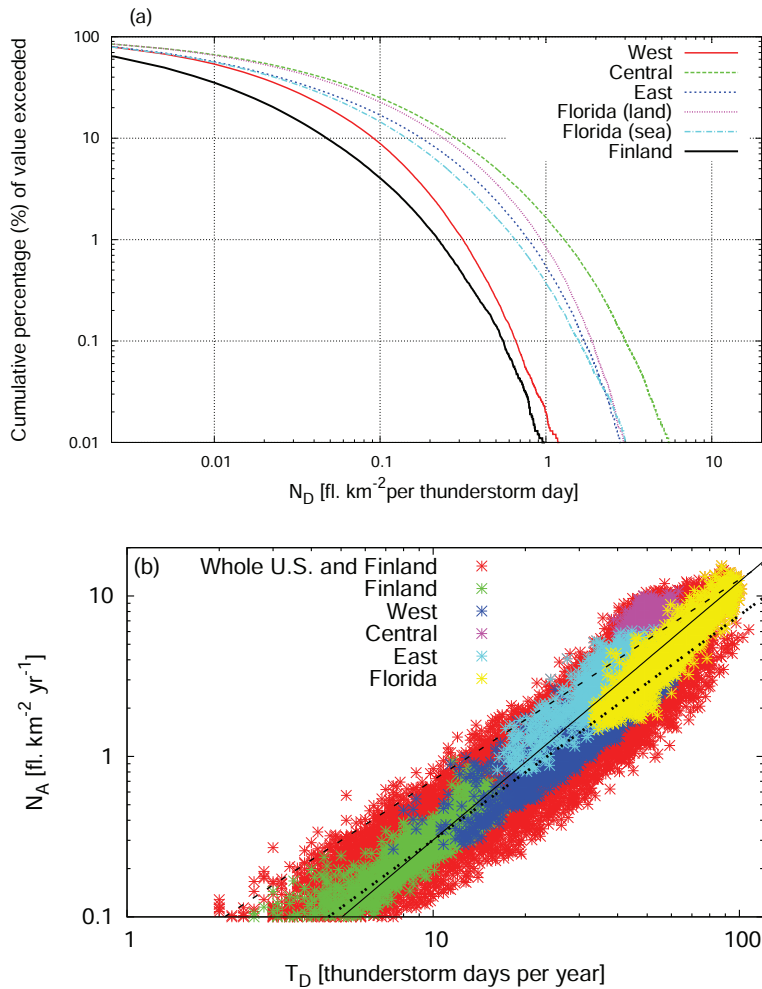 (a)
100
10
1
0.1
0.01
Cumulative percentage (%) of value exceeded
West
Central
East
Florida (land)
Florida (sea)
Finland
0.01 0.1 1 10
N_D [fl. km⁻² per thunderstorm day]
(b)
Whole U.S. and Finland
Finland
West
Central
East
Florida
10
1
0.1
N_A [fl. km⁻² yr⁻¹]
1 10 100
T_D [thunderstorm days per year]